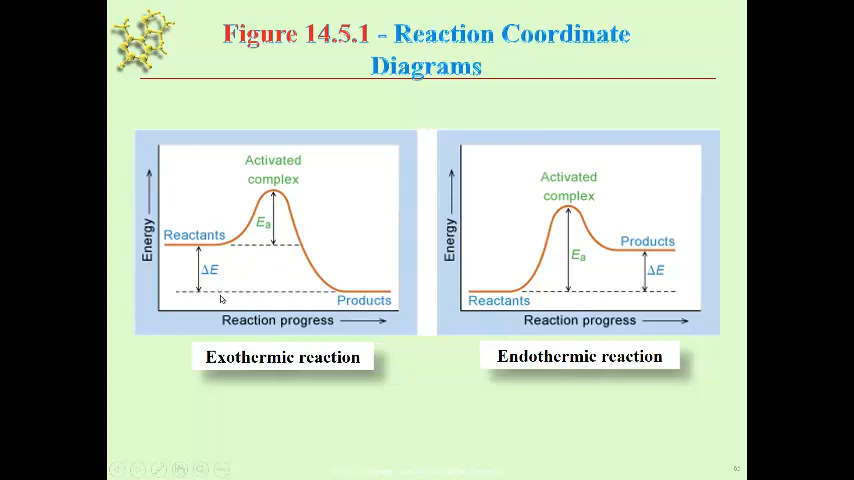 Figure 14.5.1 - Reaction Coordinate
Diagrams
Activated
complex
Reactants
Ea
ΔE
Products
Energy
Reaction progress
Exothermic reaction
Activated
complex
Products
Ea
ΔE
Reactants
Energy
Reaction progress
Endothermic reaction